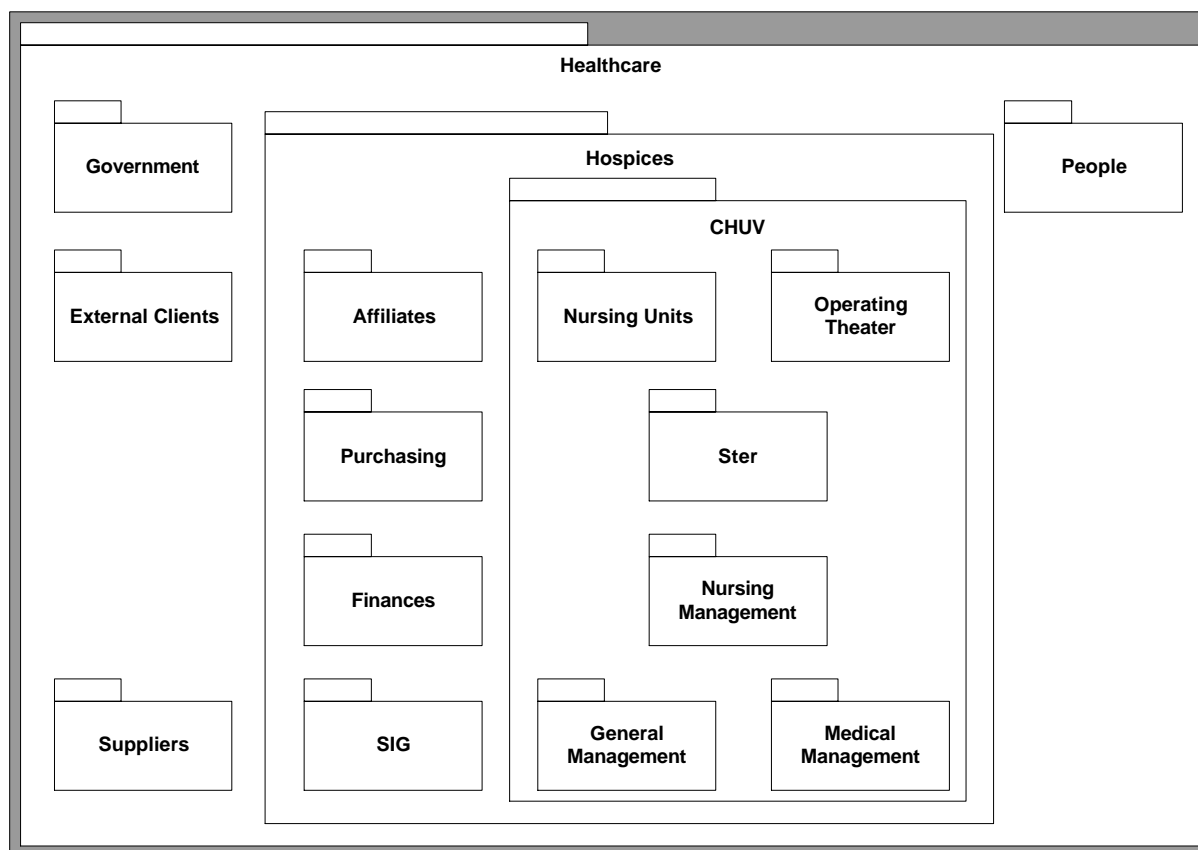 Healthcare
Government
Hospices
People
CHUV
External Clients
Affiliates
Nursing Units
Operating
Theater
Purchasing
Ster
Finances
Nursing
Management
Suppliers
SIG
General
Management
Medical
Management